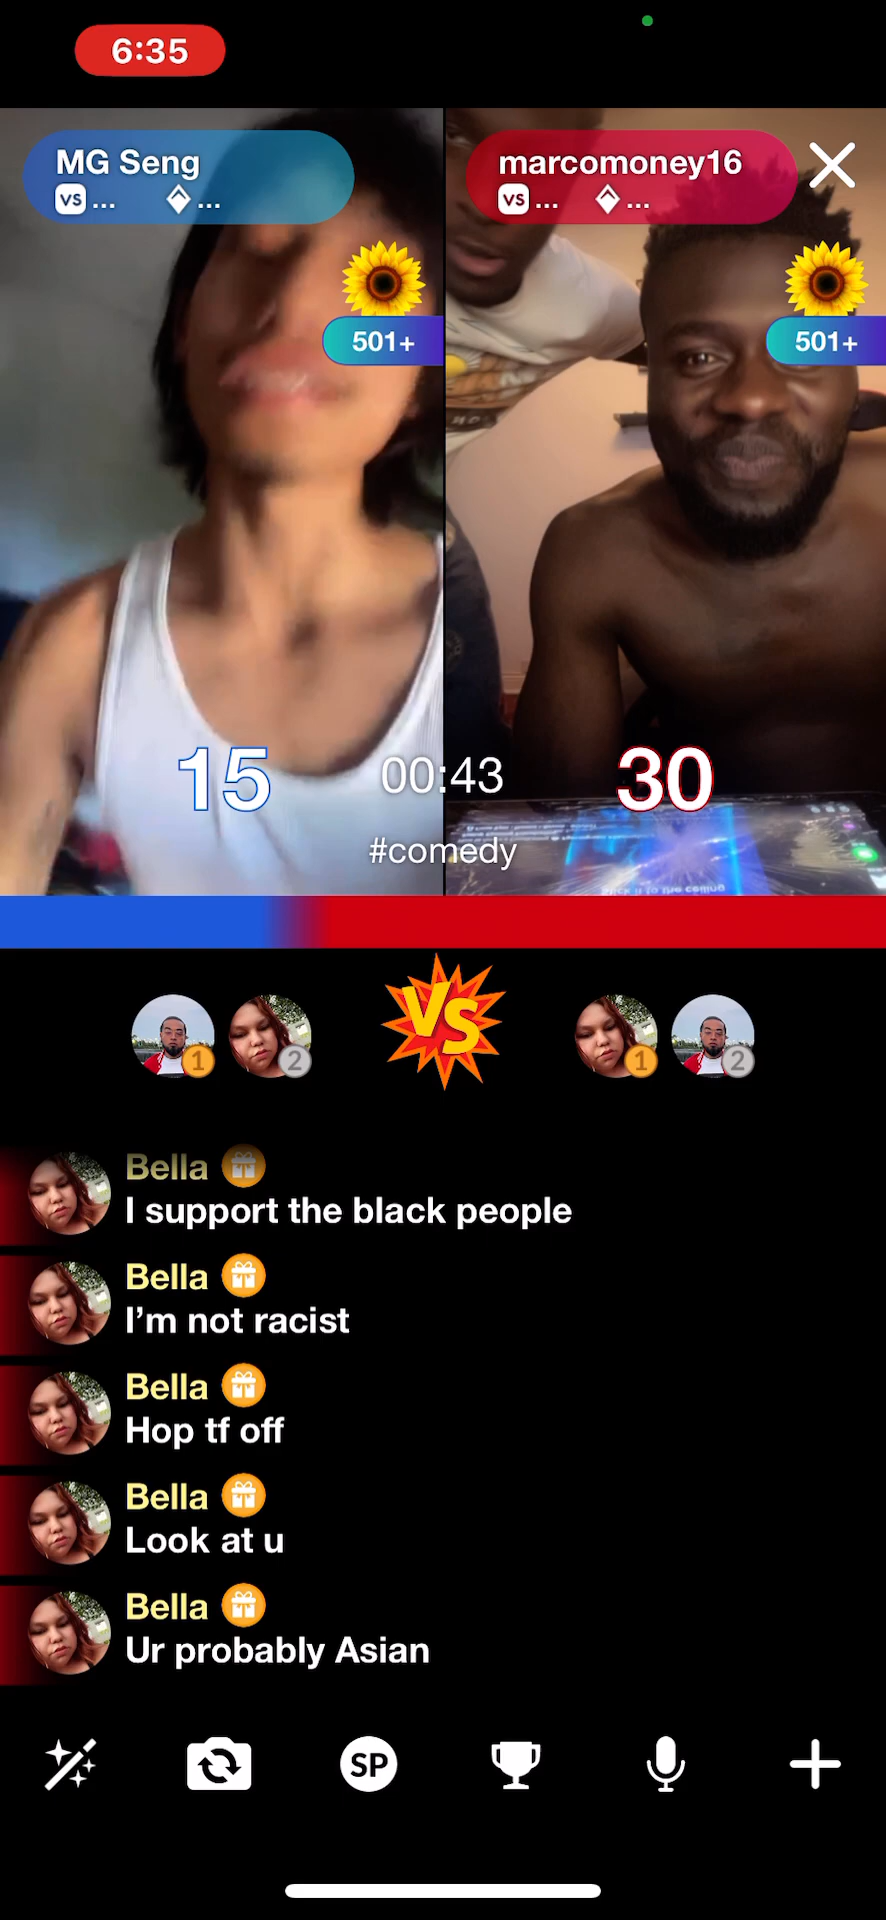 6:35
MG Seng
VS ... ...
marcomoney16
VS ... ...
501+
501+
15
00:43
30
#comedy
VS
1
2
1
2
Bella
I support the black people
Bella
I’m not racist
Bella
Hop tf off
Bella
Look at u
Bella
Ur probably Asian
SP